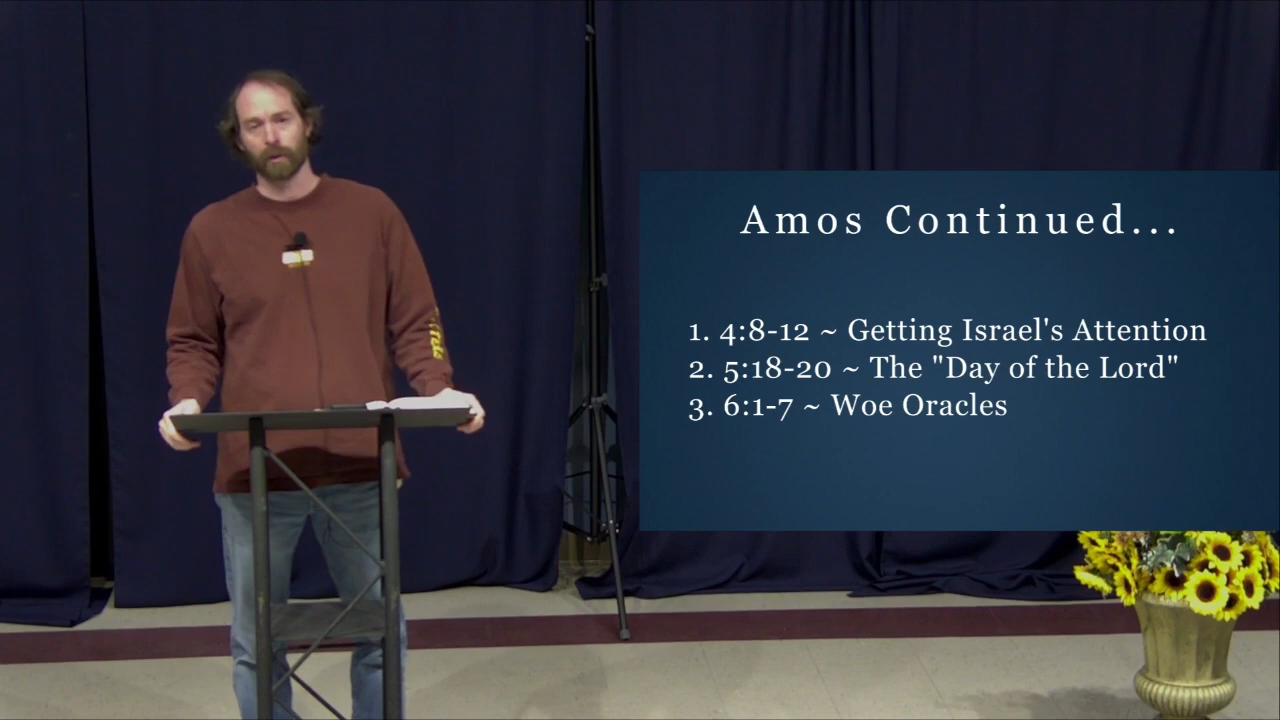 Amos Continued...
1. 4:8-12 ~ Getting Israel's Attention
2. 5:18-20 ~ The "Day of the Lord"
3. 6:1-7 ~ Woe Oracles